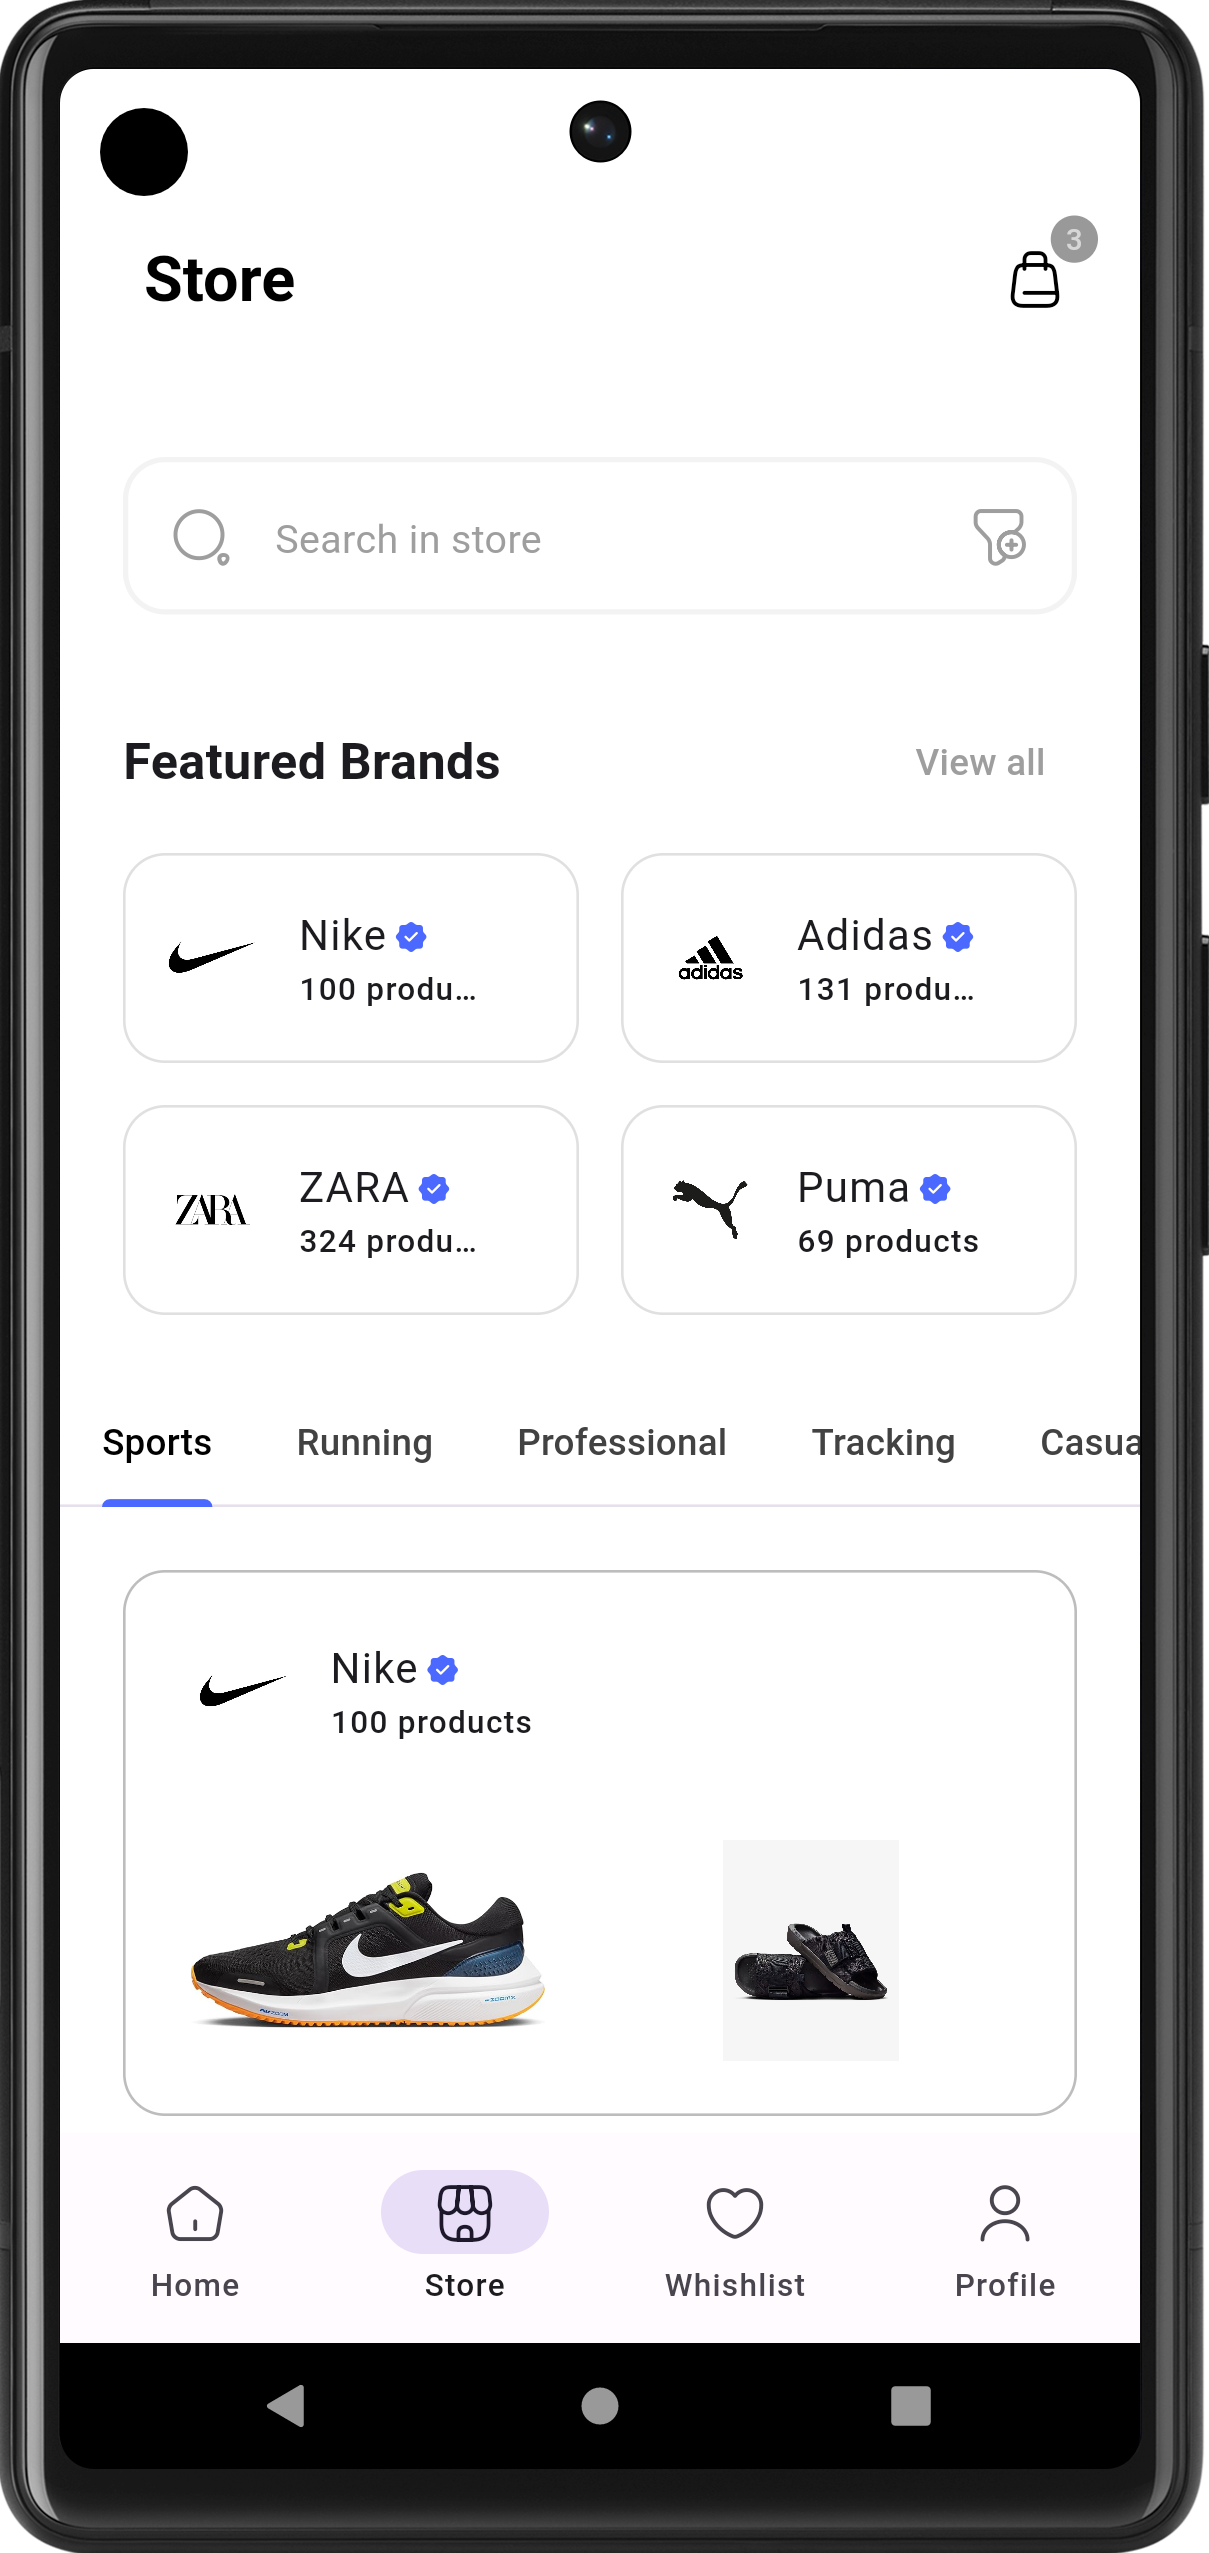 Store
3
Search in store
Featured Brands
View all
Nike
100 produ...
Adidas
adidas
131 produ...
ZARA
ZARA
324 produ...
Puma
69 products
Sports Running Professional Tracking Casua
Nike
100 products
Home Store Whishlist Profile